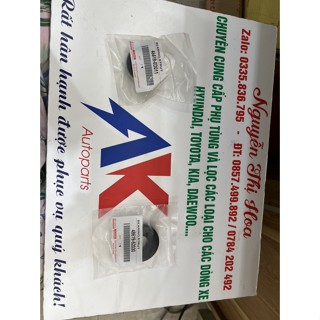 Nguyễn Thị Hoa
Zalo: 0335.836.795 - ĐT: 0857.499.892 / 0784 202 492
CHUYÊN CUNG CẤP PHỤ TÙNG VÀ LỌC CÁC LOẠI CHO CÁC DÒNG XE
HYUNDAI, TOYOTA, KIA, DAEWOO....
AK
Autoparts
Rất hân hạnh được phục vụ quý khách!